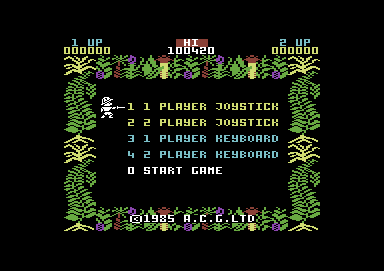 1 UP HI 2 UP
000000 100420 000000
1 1 PLAYER JOYSTICK
2 2 PLAYER JOYSTICK
3 1 PLAYER KEYBOARD
4 2 PLAYER KEYBOARD
0 START GAME
©1985 A.C.G.LTD